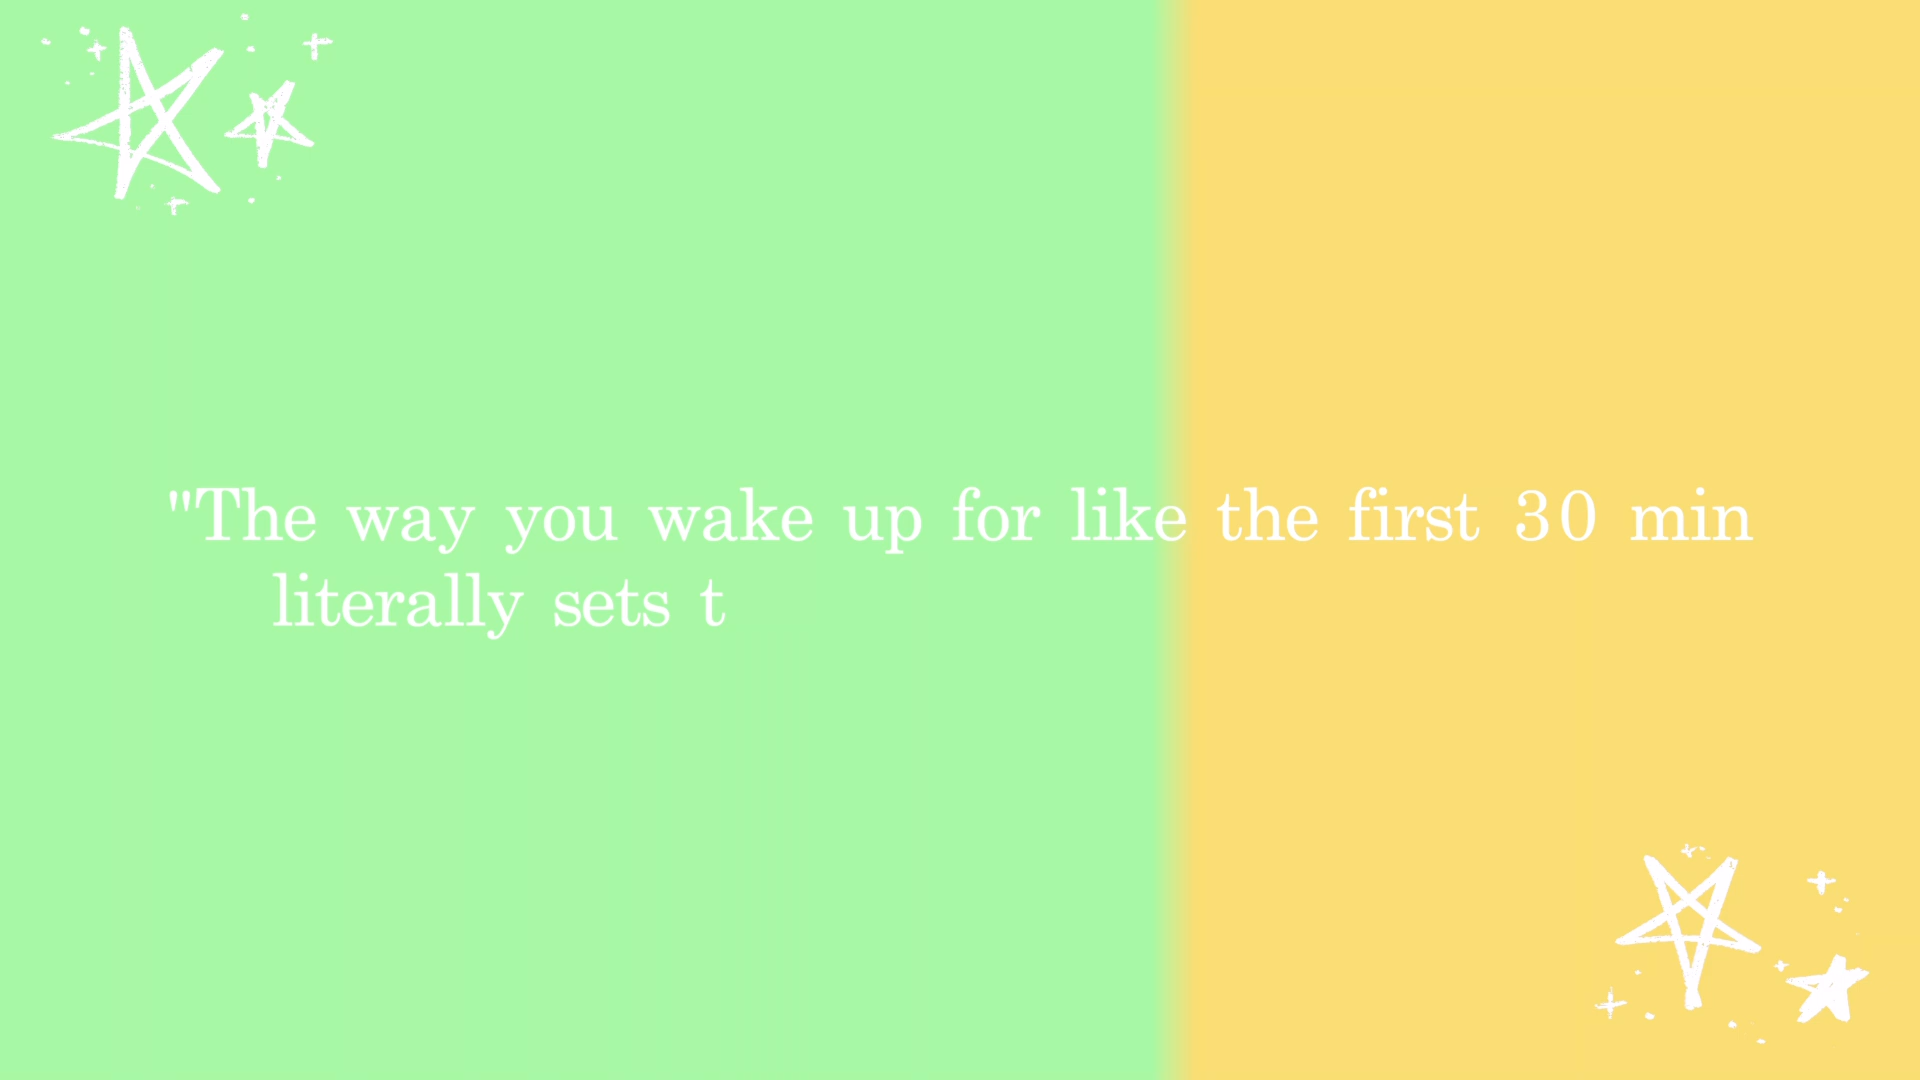 "The way you wake up for like the first 30 min
literally sets t